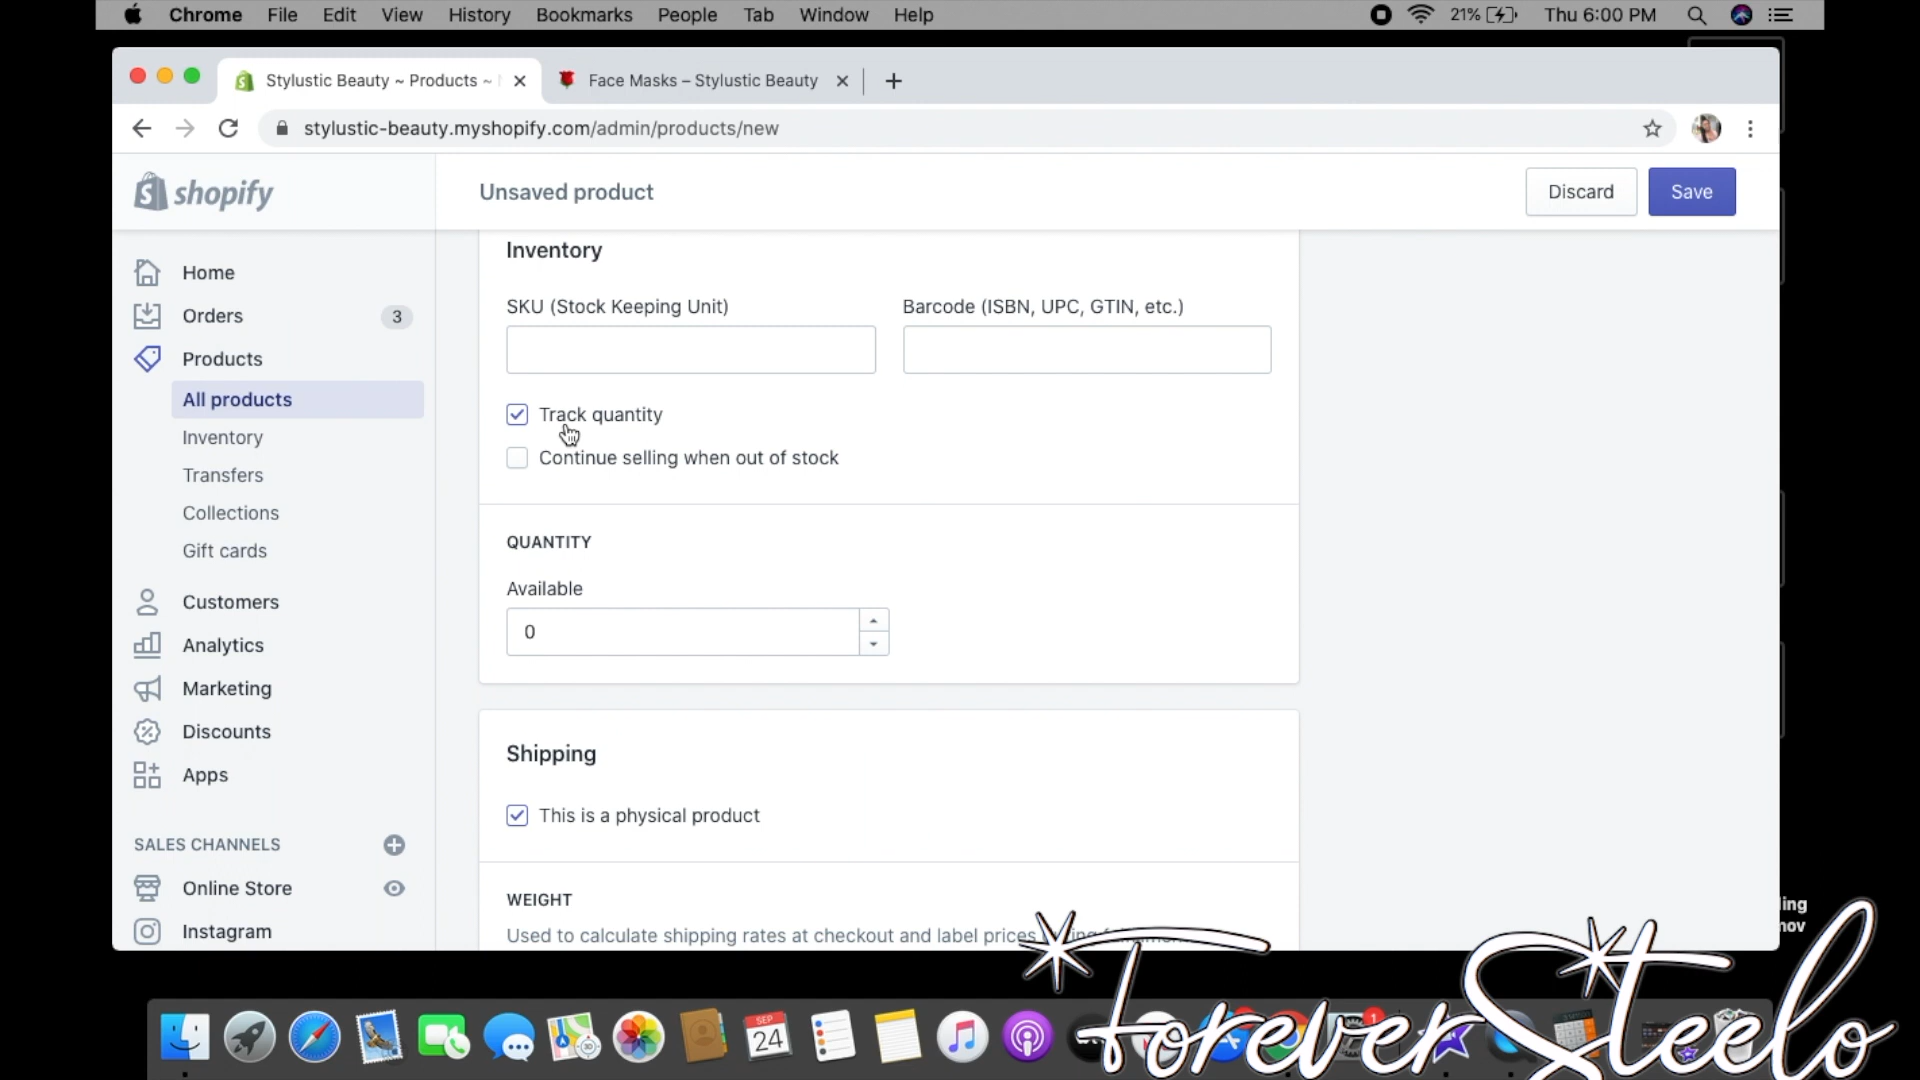 Chrome File Edit View History Bookmarks People Tab Window Help 21% Thu 6:00 PM
Stylustic Beauty ~ Products ~ Face Masks – Stylustic Beauty
stylustic-beauty.myshopify.com/admin/products/new
shopify
Unsaved product
Discard
Save
Home
Orders 3
Products
All products
Inventory
Transfers
Collections
Gift cards
Customers
Analytics
Marketing
Discounts
Apps
SALES CHANNELS
Online Store
Instagram
Inventory
SKU (Stock Keeping Unit)
Barcode (ISBN, UPC, GTIN, etc.)
Track quantity
Continue selling when out of stock
QUANTITY
Available
0
Shipping
This is a physical product
WEIGHT
Used to calculate shipping rates at checkout and label prices
ForeverSteelo
SEP
24
1